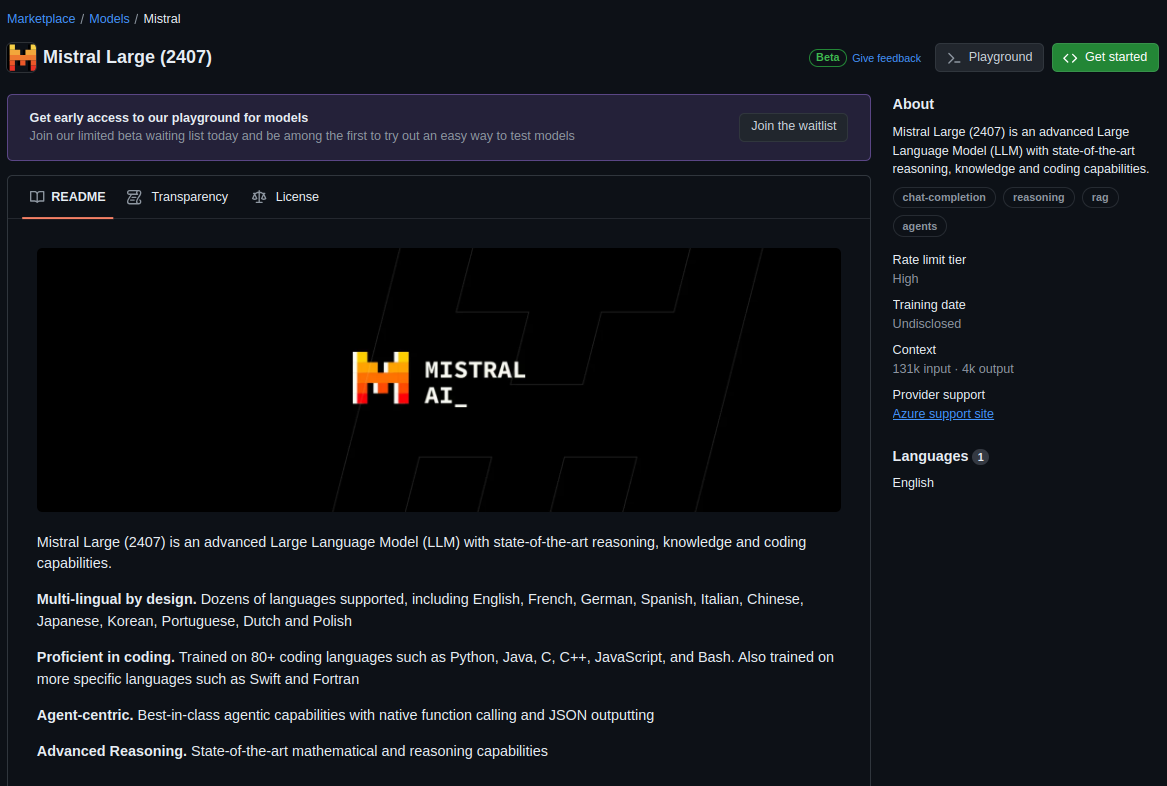 Marketplace / Models / Mistral
Mistral Large (2407)
Beta Give feedback
Playground
Get started
Get early access to our playground for models
Join our limited beta waiting list today and be among the first to try out an easy way to test models
Join the waitlist
README Transparency License
MISTRAL
AI_
Mistral Large (2407) is an advanced Large Language Model (LLM) with state-of-the-art reasoning, knowledge and coding
capabilities.
Multi-lingual by design. Dozens of languages supported, including English, French, German, Spanish, Italian, Chinese,
Japanese, Korean, Portuguese, Dutch and Polish
Proficient in coding. Trained on 80+ coding languages such as Python, Java, C, C++, JavaScript, and Bash. Also trained on
more specific languages such as Swift and Fortran
Agent-centric. Best-in-class agentic capabilities with native function calling and JSON outputting
Advanced Reasoning. State-of-the-art mathematical and reasoning capabilities
About
Mistral Large (2407) is an advanced Large
Language Model (LLM) with state-of-the-art
reasoning, knowledge and coding capabilities.
chat-completion reasoning rag
agents
Rate limit tier
High
Training date
Undisclosed
Context
131k input · 4k output
Provider support
Azure support site
Languages 1
English